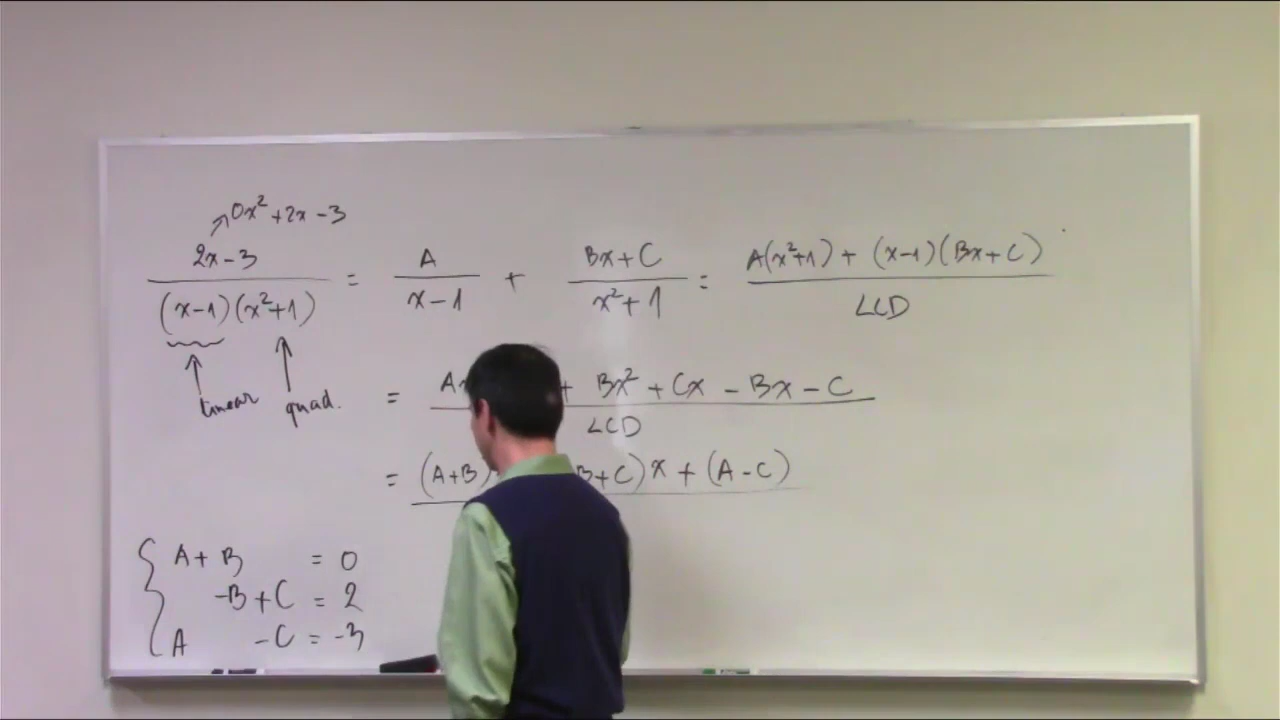 0x² + 2x - 3
(2x - 3)/((x-1)(x²+1)) = A/(x-1) + (Bx+C)/(x²+1) = (A(x²+1) + (x-1)(Bx+C))/LCD
linear quad.
= + Bx² + Cx - Bx - C / LCD
= (A+B) +C)x + (A-C)
A + B = 0
-B + C = 2
A - C = -3